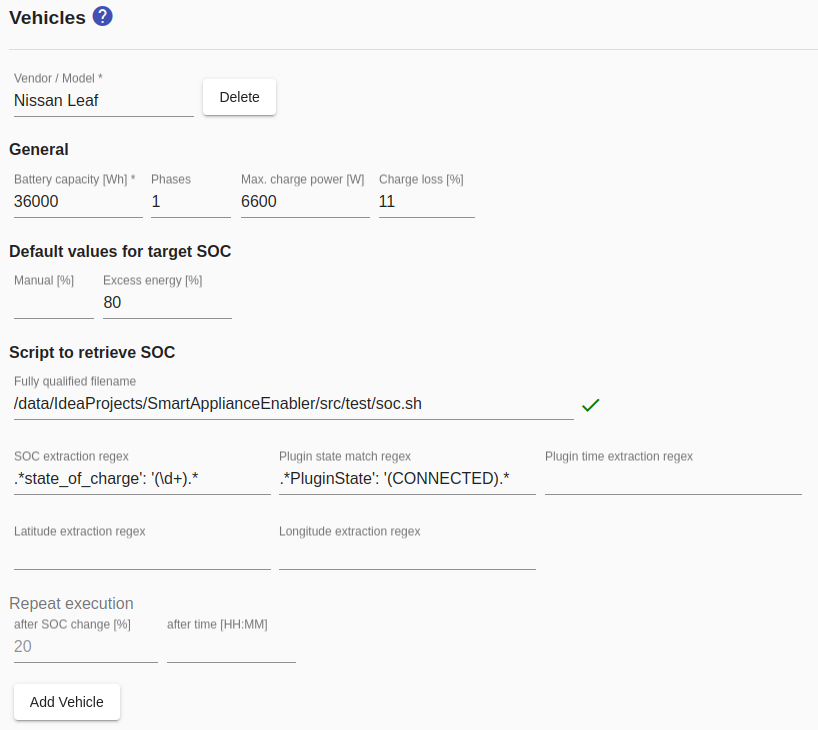 Vehicles ?
Vendor / Model *
Nissan Leaf
Delete
General
Battery capacity [Wh] * Phases Max. charge power [W] Charge loss [%]
36000 1 6600 11
Default values for target SOC
Manual [%] Excess energy [%]
80
Script to retrieve SOC
Fully qualified filename
/data/IdeaProjects/SmartApplianceEnabler/src/test/soc.sh
SOC extraction regex Plugin state match regex Plugin time extraction regex
.*state_of_charge': '(\d+).* .*PluginState': '(CONNECTED).*
Latitude extraction regex Longitude extraction regex
Repeat execution
after SOC change [%] after time [HH:MM]
20
Add Vehicle